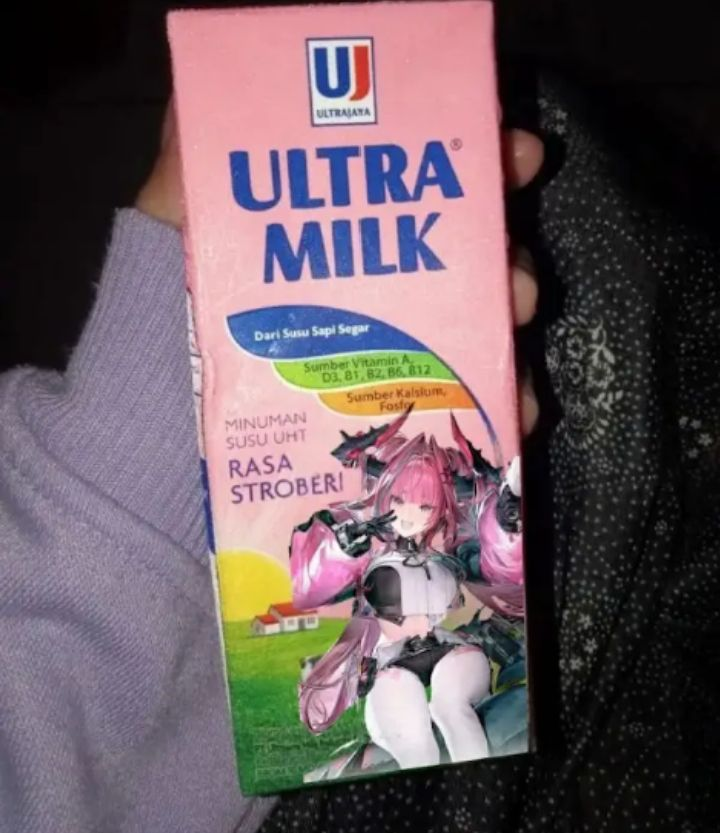 UJ
ULTRAJAYA
ULTRA®
MILK
Dari Susu Sapi Segar
Sumber Vitamin A,
D3, B1, B2, B6, B12
Sumber Kalsium,
Fosfor
MINUMAN
SUSU UHT
RASA
STROBERI